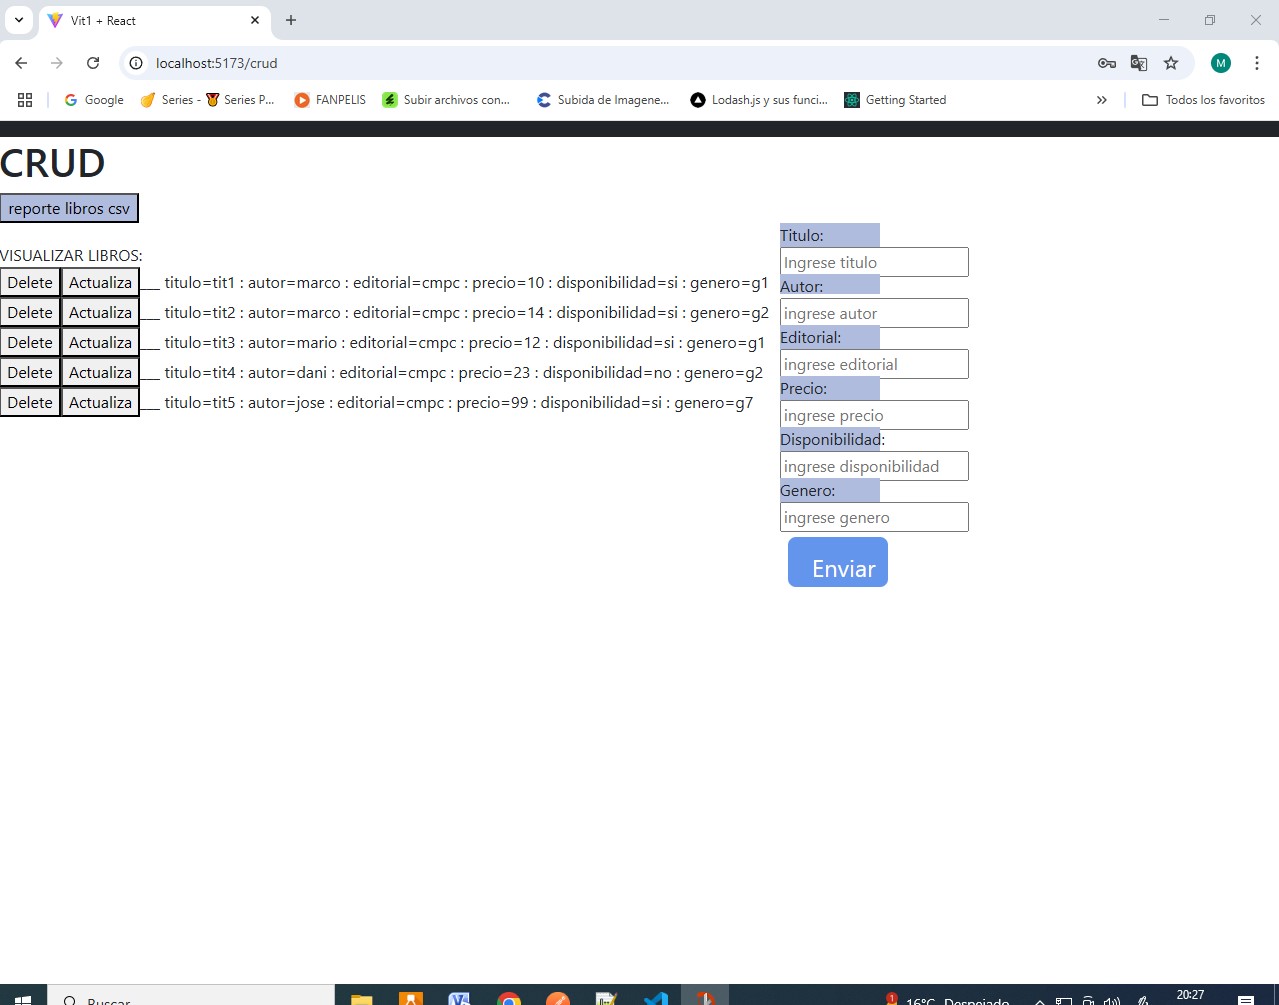 Vit1 + React
localhost:5173/crud
M
Google
Series - Series P...
FANPELIS
Subir archivos con...
Subida de Imagene...
Lodash.js y sus funci...
Getting Started
Todos los favoritos
CRUD
reporte libros csv
VISUALIZAR LIBROS:
Delete Actualiza ___ titulo=tit1 : autor=marco : editorial=cmpc : precio=10 : disponibilidad=si : genero=g1
Delete Actualiza ___ titulo=tit2 : autor=marco : editorial=cmpc : precio=14 : disponibilidad=si : genero=g2
Delete Actualiza ___ titulo=tit3 : autor=mario : editorial=cmpc : precio=12 : disponibilidad=si : genero=g1
Delete Actualiza ___ titulo=tit4 : autor=dani : editorial=cmpc : precio=23 : disponibilidad=no : genero=g2
Delete Actualiza ___ titulo=tit5 : autor=jose : editorial=cmpc : precio=99 : disponibilidad=si : genero=g7
Titulo:
Ingrese titulo
Autor:
ingrese autor
Editorial:
ingrese editorial
Precio:
ingrese precio
Disponibilidad:
ingrese disponibilidad
Genero:
ingrese genero
Enviar
Buscar
1
16°C Despejado
20:27